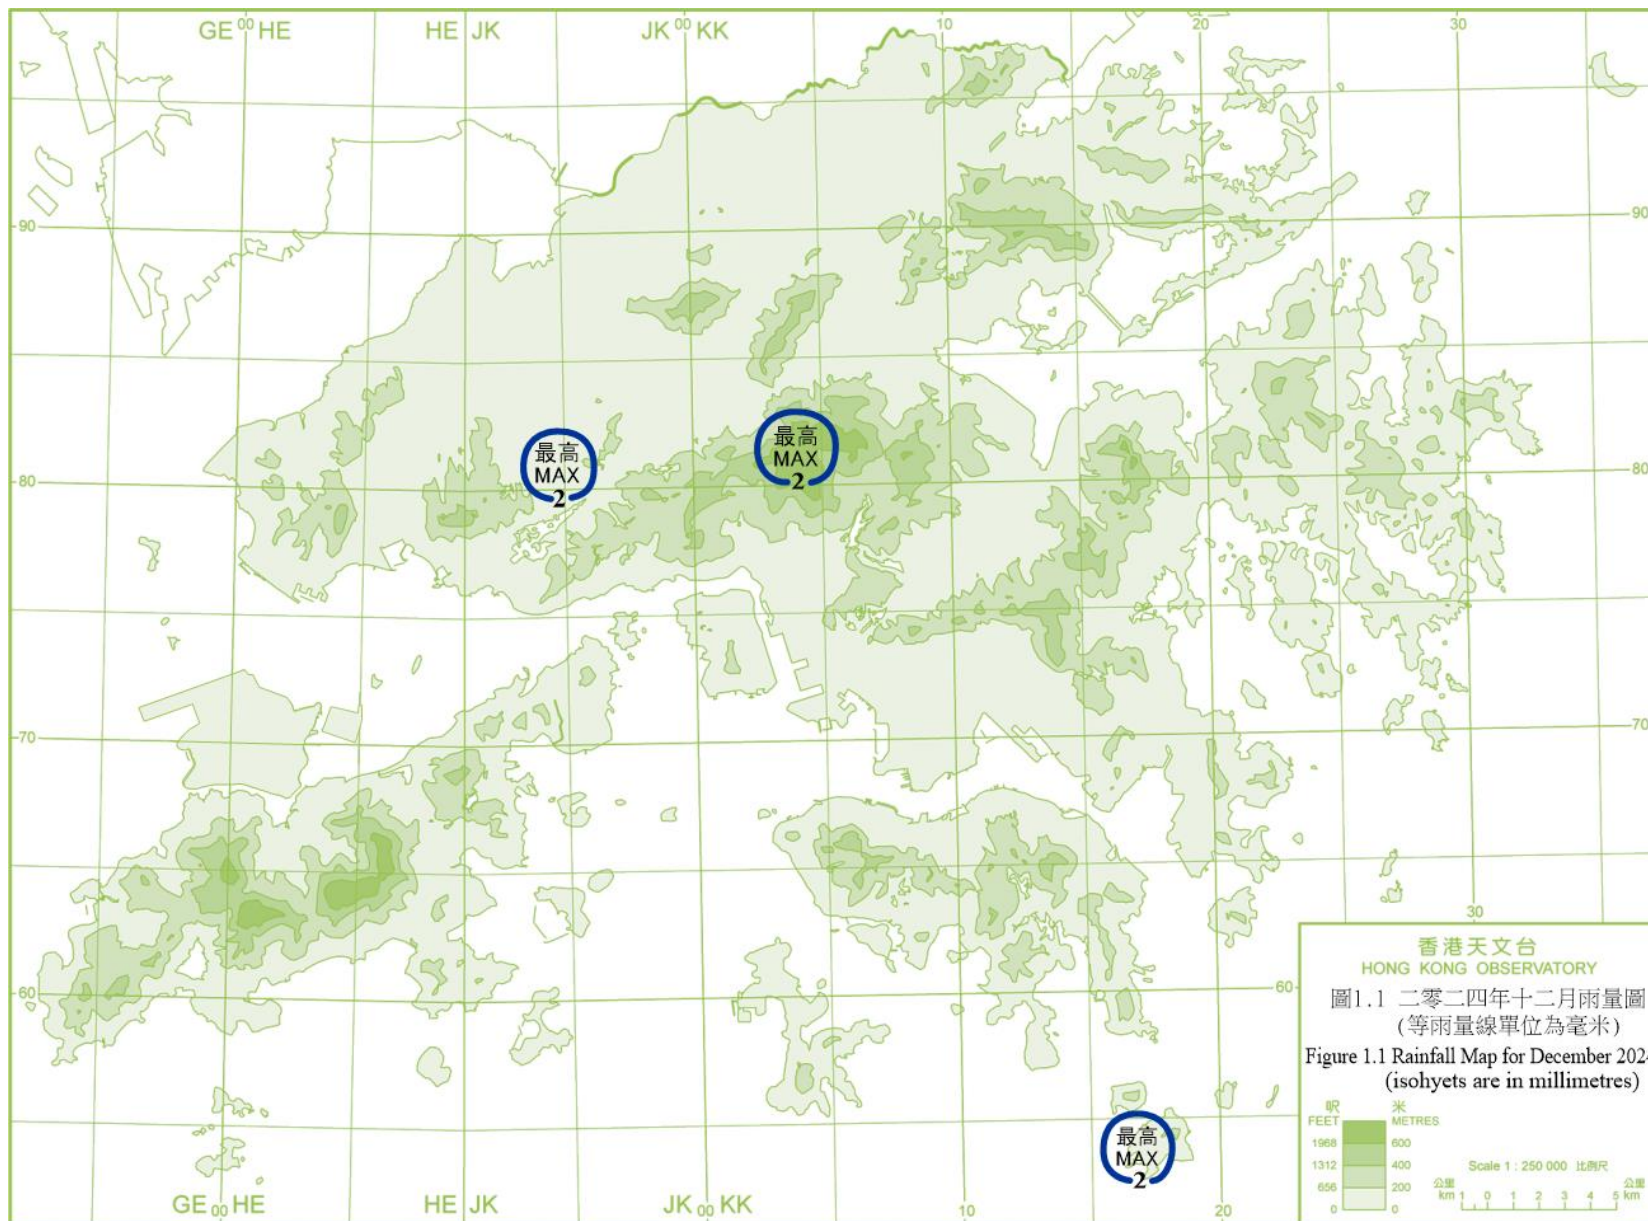 GE 00 HE
HE JK
JK 00 KK
10
20
30
90
90
80
80
70
70
60
60
30
最高
MAX
2
最高
MAX
2
最高
MAX
2
香港天文台
HONG KONG OBSERVATORY
圖1.1 二零二四年十二月雨量圖
(等雨量線單位為毫米)
Figure 1.1 Rainfall Map for December 2024
(isohyets are in millimetres)
呎 米
FEET METRES
1968 600
1312 400
656 200
0 0
Scale 1 : 250 000 比例尺
公里 公里
km 1 0 1 2 3 4 5 km
GE 00 HE
HE JK
JK 00 KK
10
20